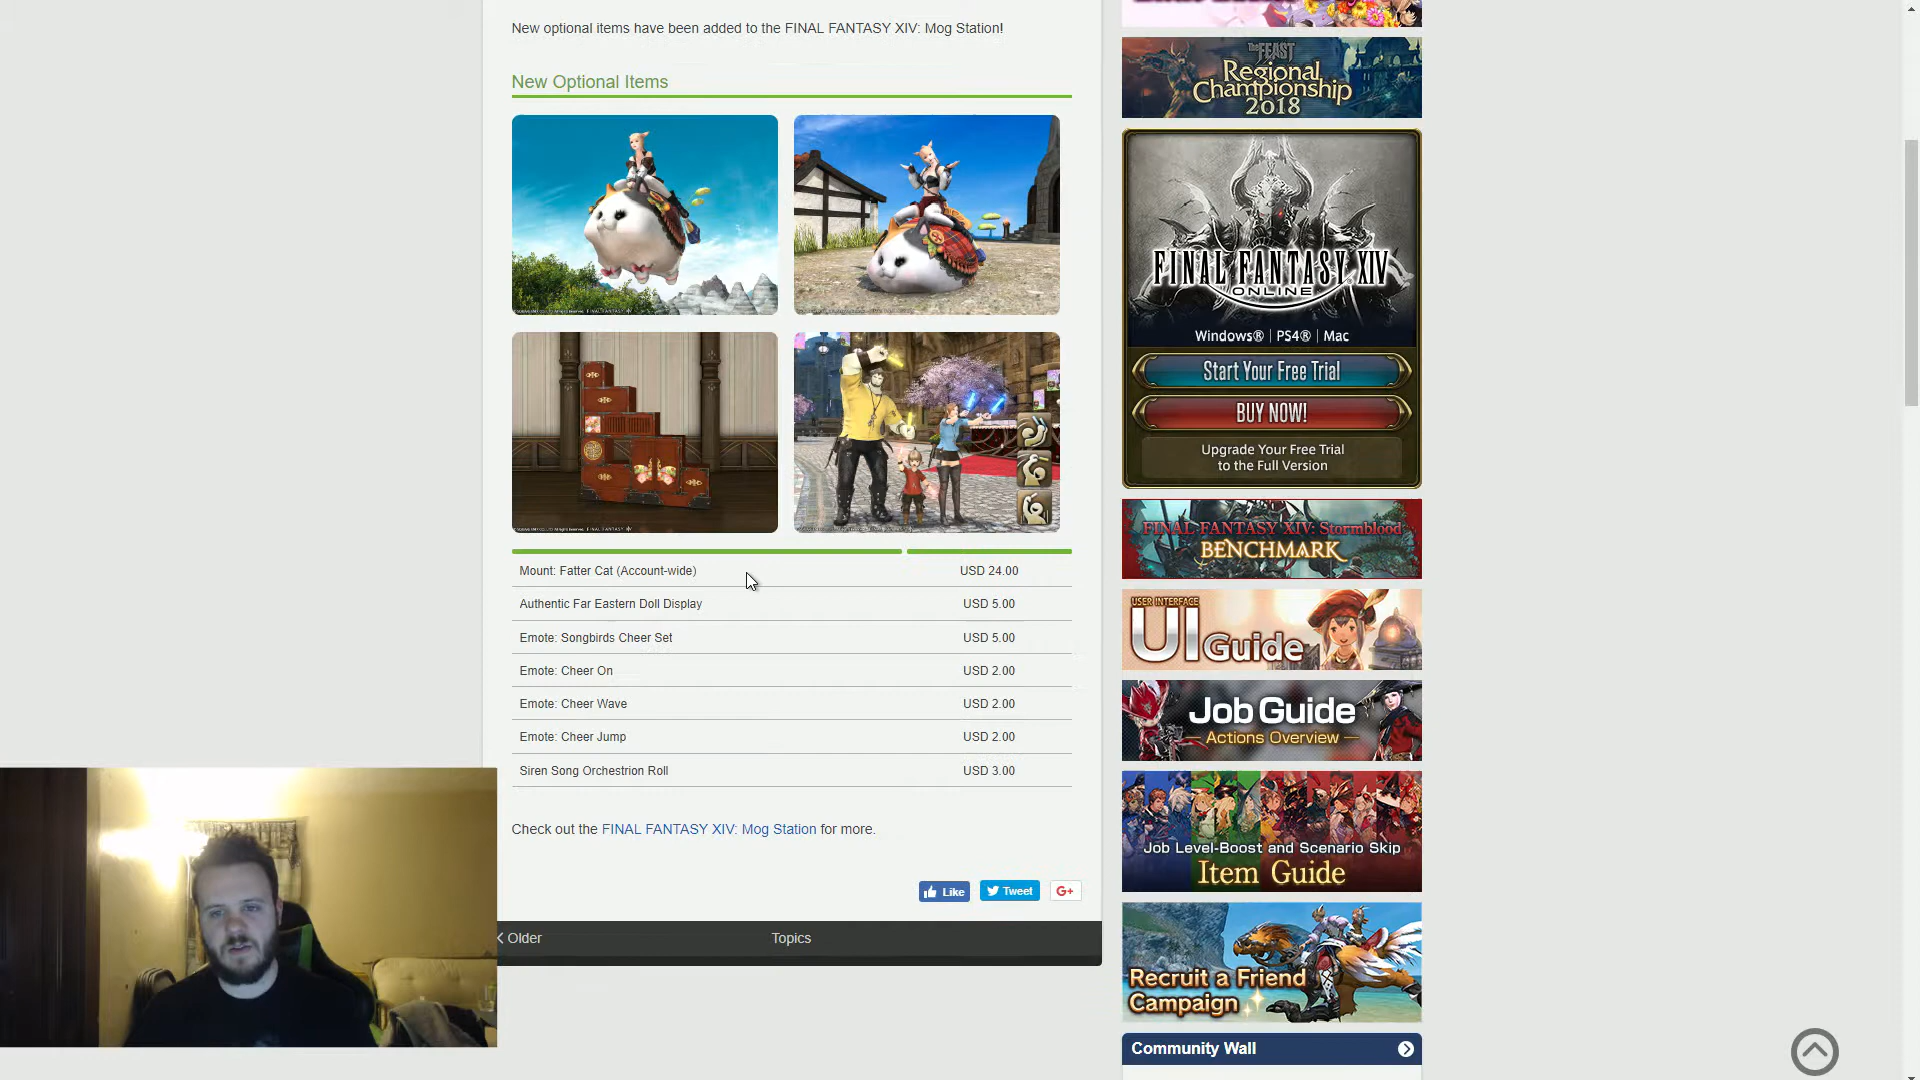 New optional items have been added to the FINAL FANTASY XIV: Mog Station!
New Optional Items
Mount: Fatter Cat (Account-wide) USD 24.00
Authentic Far Eastern Doll Display USD 5.00
Emote: Songbirds Cheer Set USD 5.00
Emote: Cheer On USD 2.00
Emote: Cheer Wave USD 2.00
Emote: Cheer Jump USD 2.00
Siren Song Orchestrion Roll USD 3.00
Check out the FINAL FANTASY XIV: Mog Station for more.
Like
Tweet
G+
Older
Topics
The FEAST
Regional
Championship
2018
FINAL FANTASY XIV
ONLINE
Windows® | PS4® | Mac
Start Your Free Trial
BUY NOW!
Upgrade Your Free Trial
to the Full Version
FINAL FANTASY XIV: Stormblood
BENCHMARK
USER INTERFACE
UI Guide
Job Guide
Actions Overview
Job Level-Boost and Scenario Skip
Item Guide
Recruit a Friend
Campaign
Community Wall